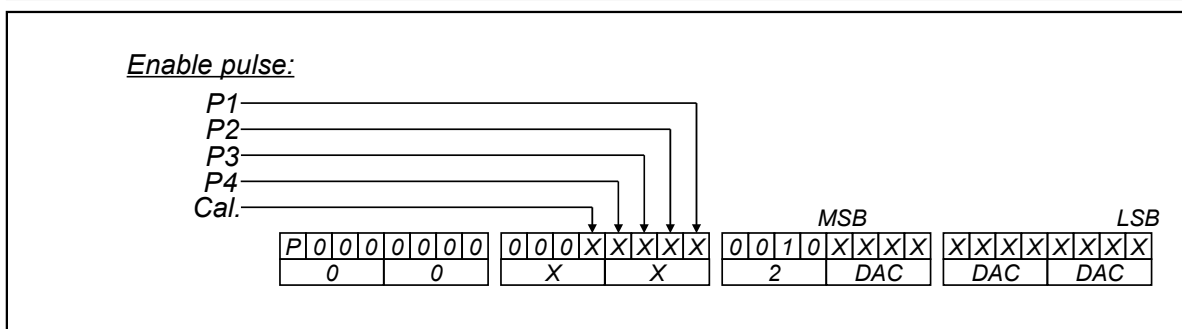 Enable pulse:
P1
P2
P3
P4
Cal.
MSB LSB
P 0 0 0 0 0 0 0 0 0 0 X X X X X 0 0 1 0 X X X X X X X X X X X X
0 0 X X 2 DAC DAC DAC